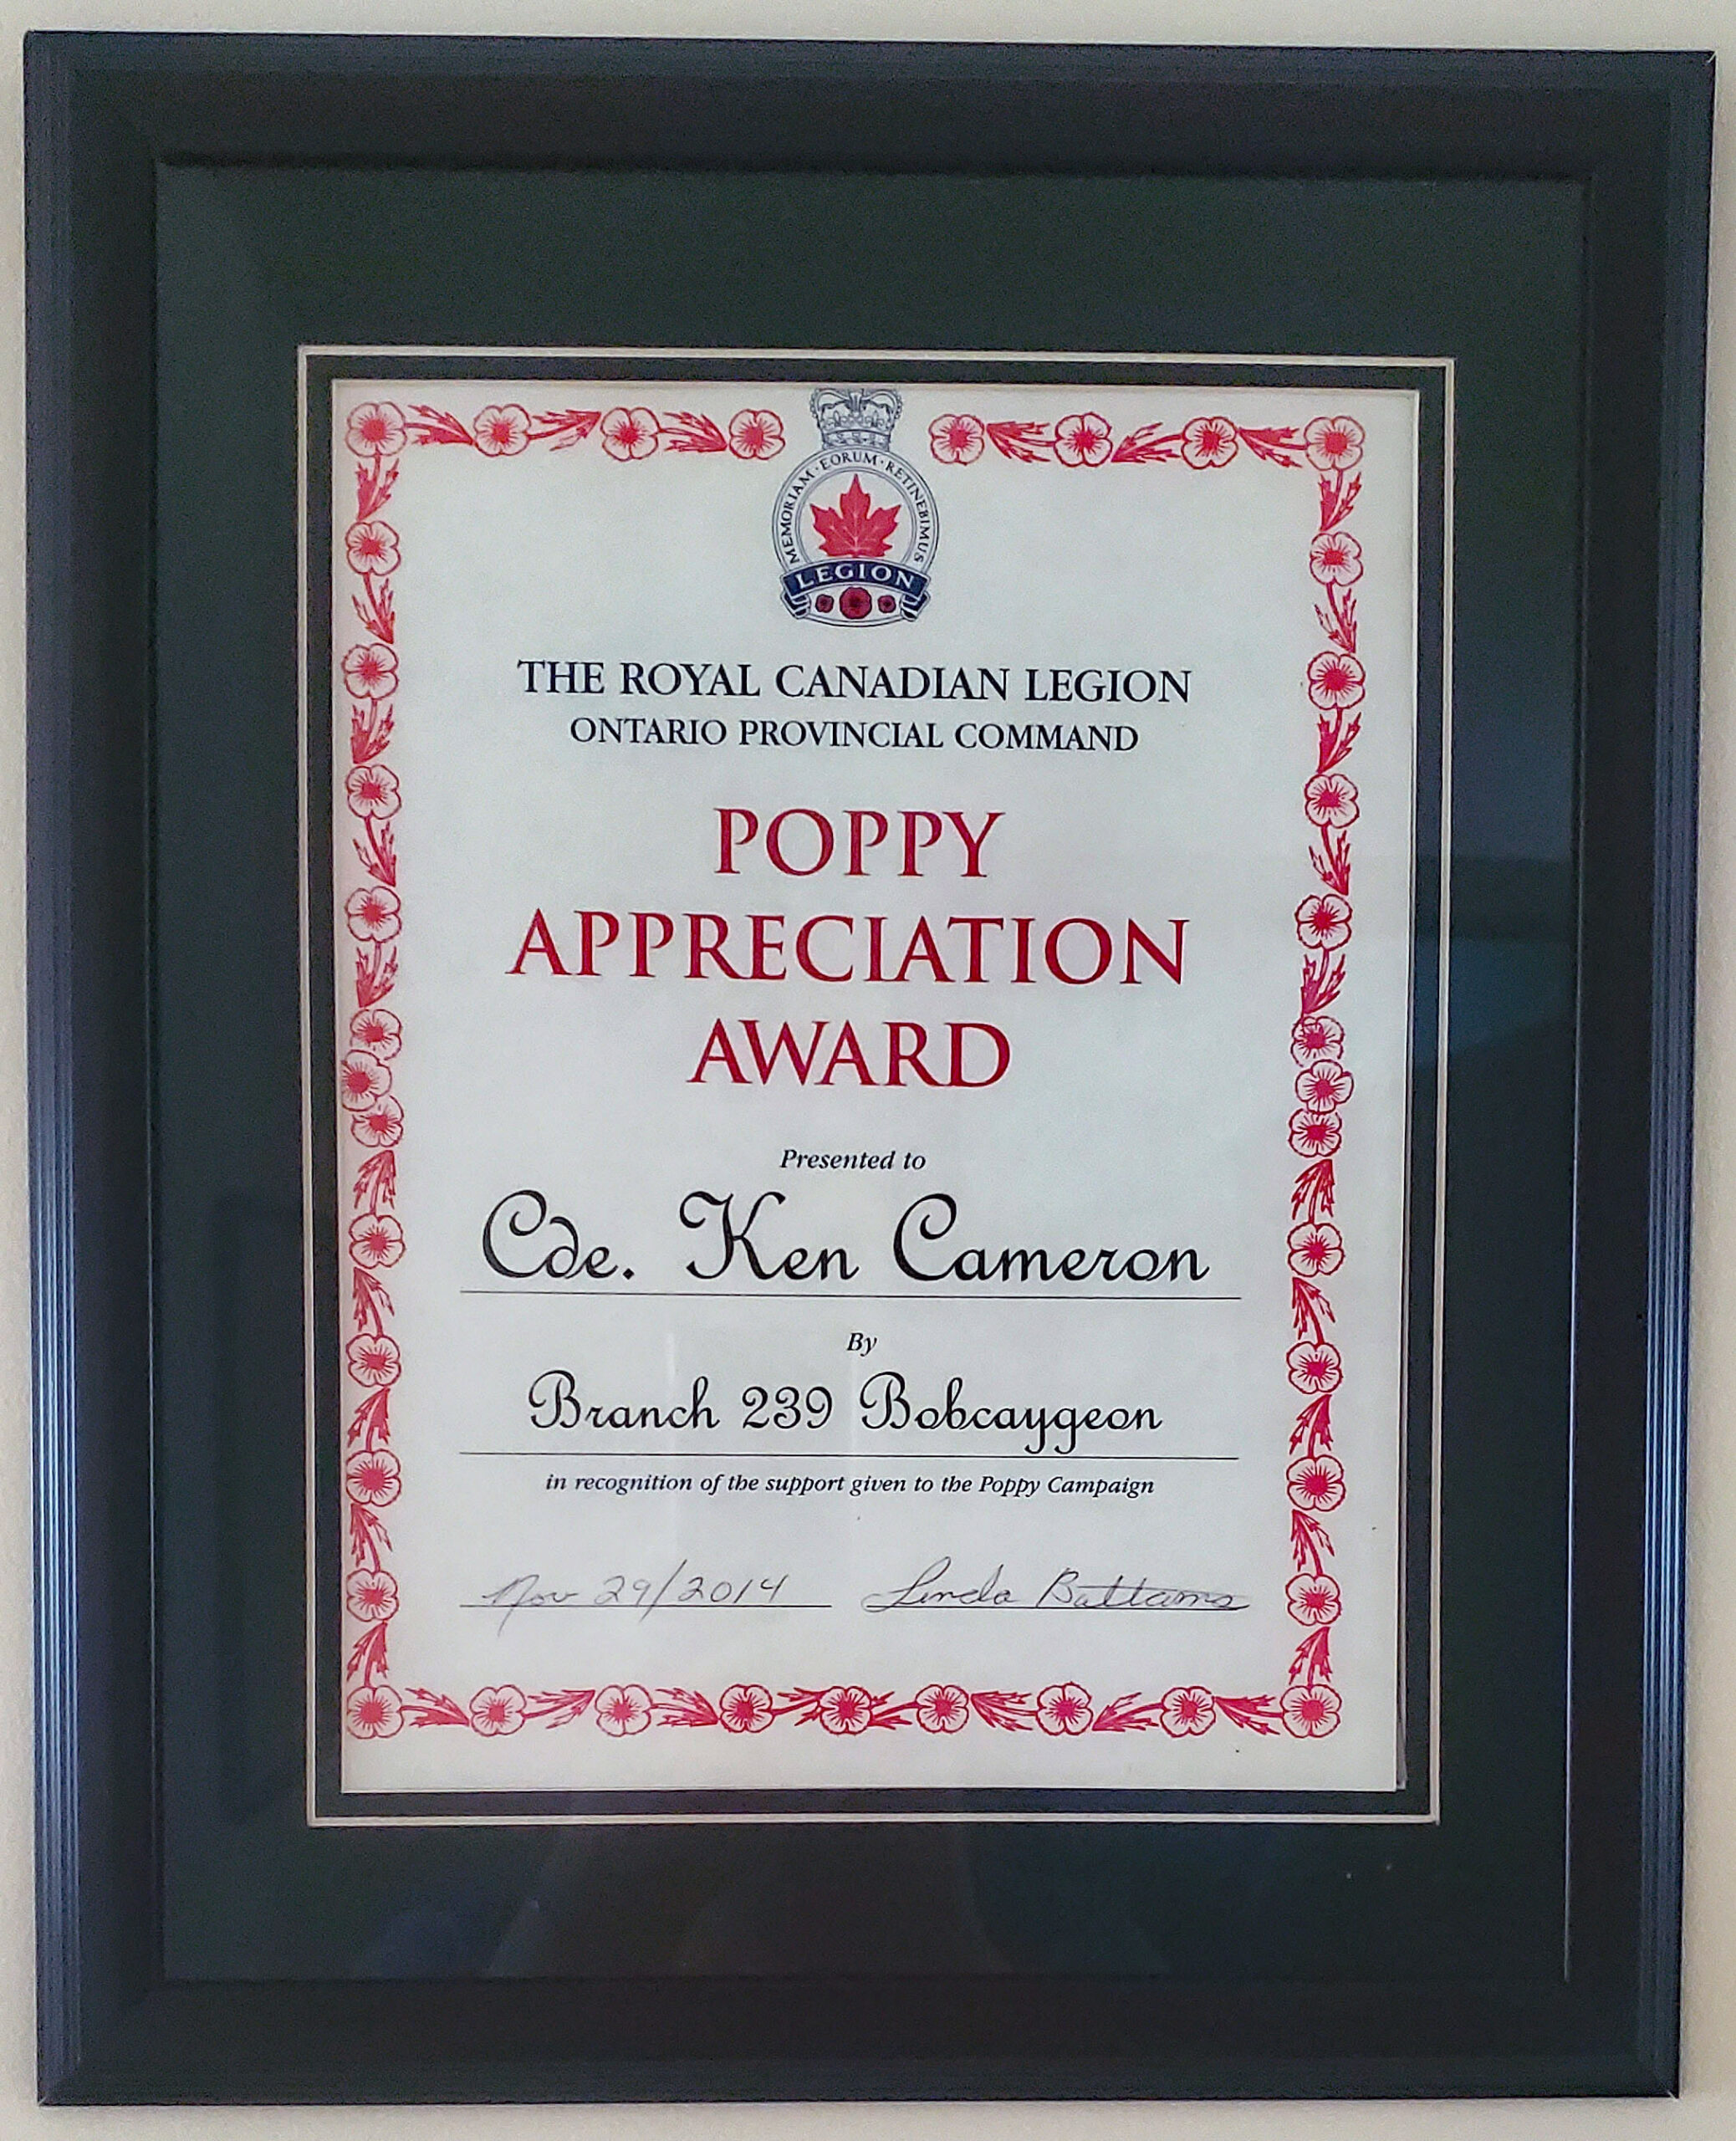 MEMORIAM · EORUM · RETINEBIMUS
LEGION
THE ROYAL CANADIAN LEGION
ONTARIO PROVINCIAL COMMAND
POPPY
APPRECIATION
AWARD
Presented to
Cde. Ken Cameron
By
Branch 239 Bobcaygeon
in recognition of the support given to the Poppy Campaign
Nov 29/2014 Linda Battams